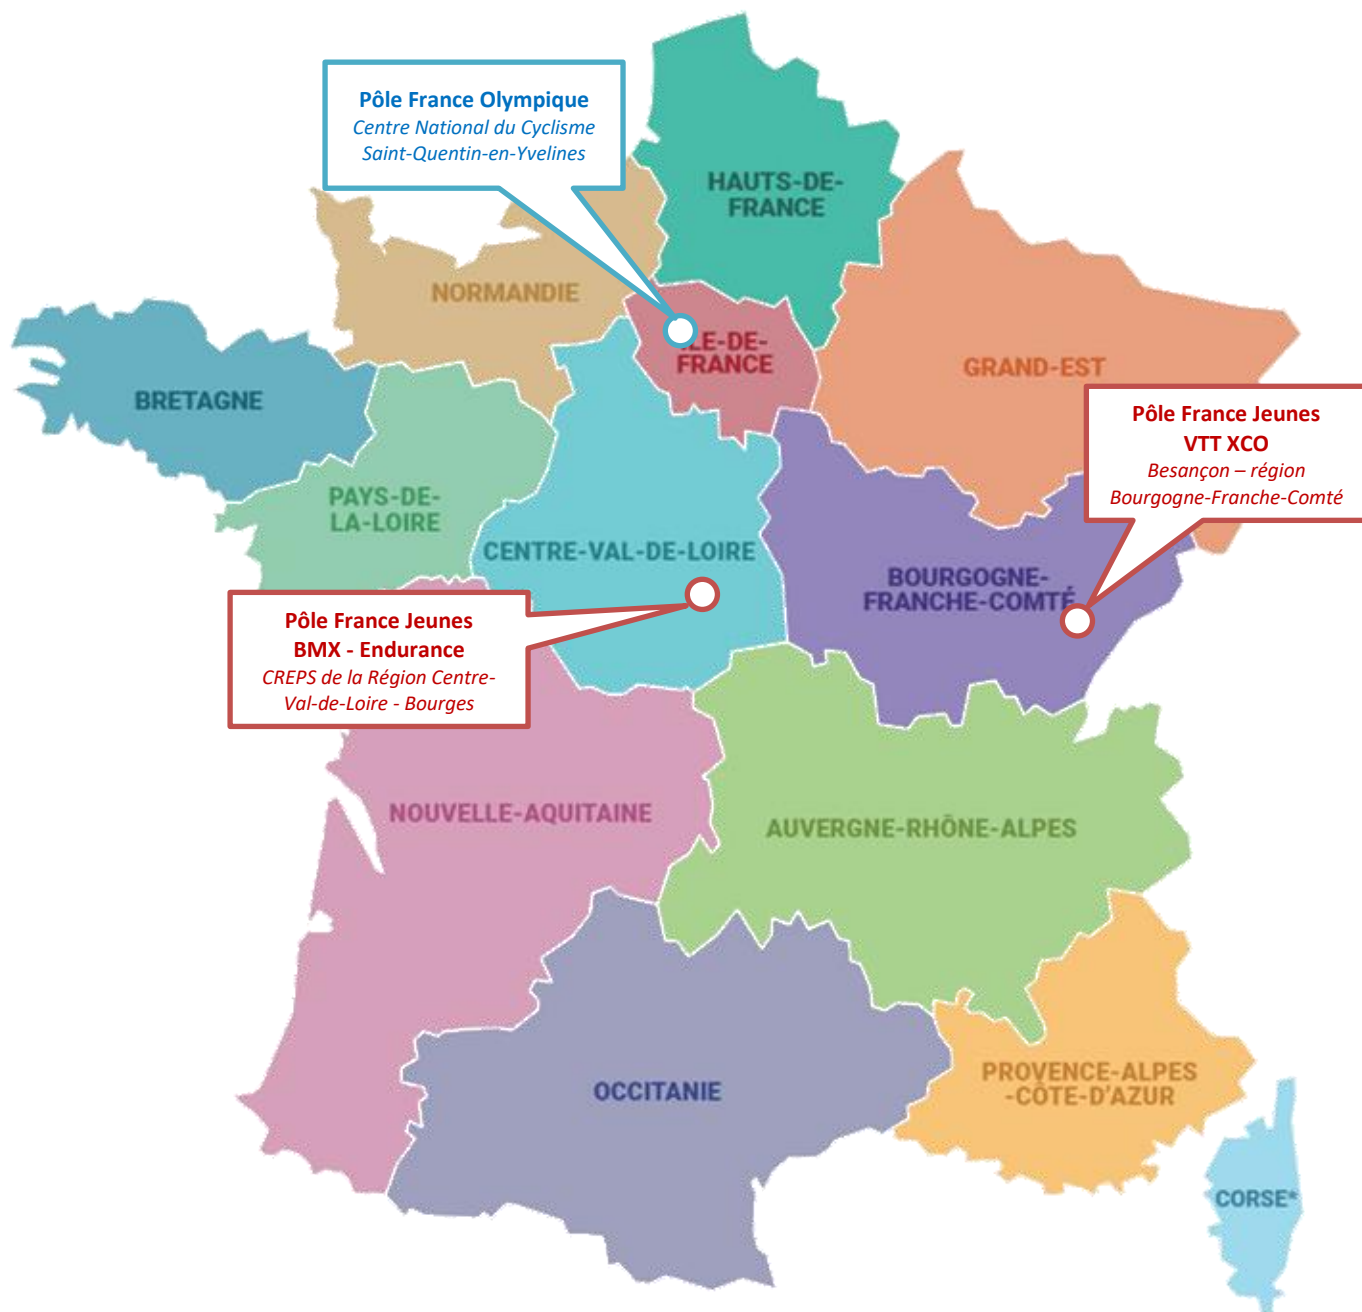 Pôle France Olympique
Centre National du Cyclisme
Saint-Quentin-en-Yvelines
HAUTS-DE-
FRANCE
NORMANDIE
ILE-DE-
FRANCE
GRAND-EST
BRETAGNE
Pôle France Jeunes
VTT XCO
Besançon – région
Bourgogne-Franche-Comté
PAYS-DE-
LA-LOIRE
CENTRE-VAL-DE-LOIRE
BOURGOGNE-
FRANCHE-COMTÉ
Pôle France Jeunes
BMX - Endurance
CREPS de la Région Centre-
Val-de-Loire - Bourges
NOUVELLE-AQUITAINE
AUVERGNE-RHÔNE-ALPES
OCCITANIE
PROVENCE-ALPES
-CÔTE-D'AZUR
CORSE*